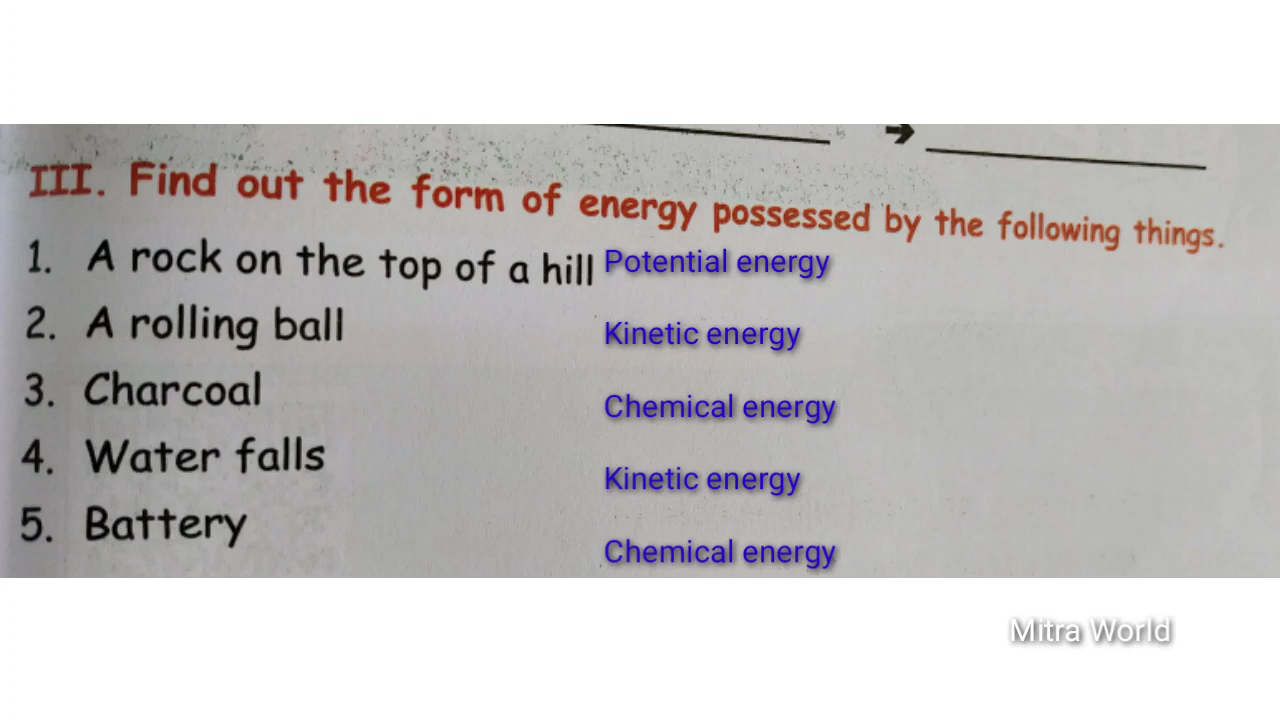 III. Find out the form of energy possessed by the following things.
1. A rock on the top of a hill Potential energy
2. A rolling ball Kinetic energy
3. Charcoal Chemical energy
4. Water falls Kinetic energy
5. Battery Chemical energy
Mitra World